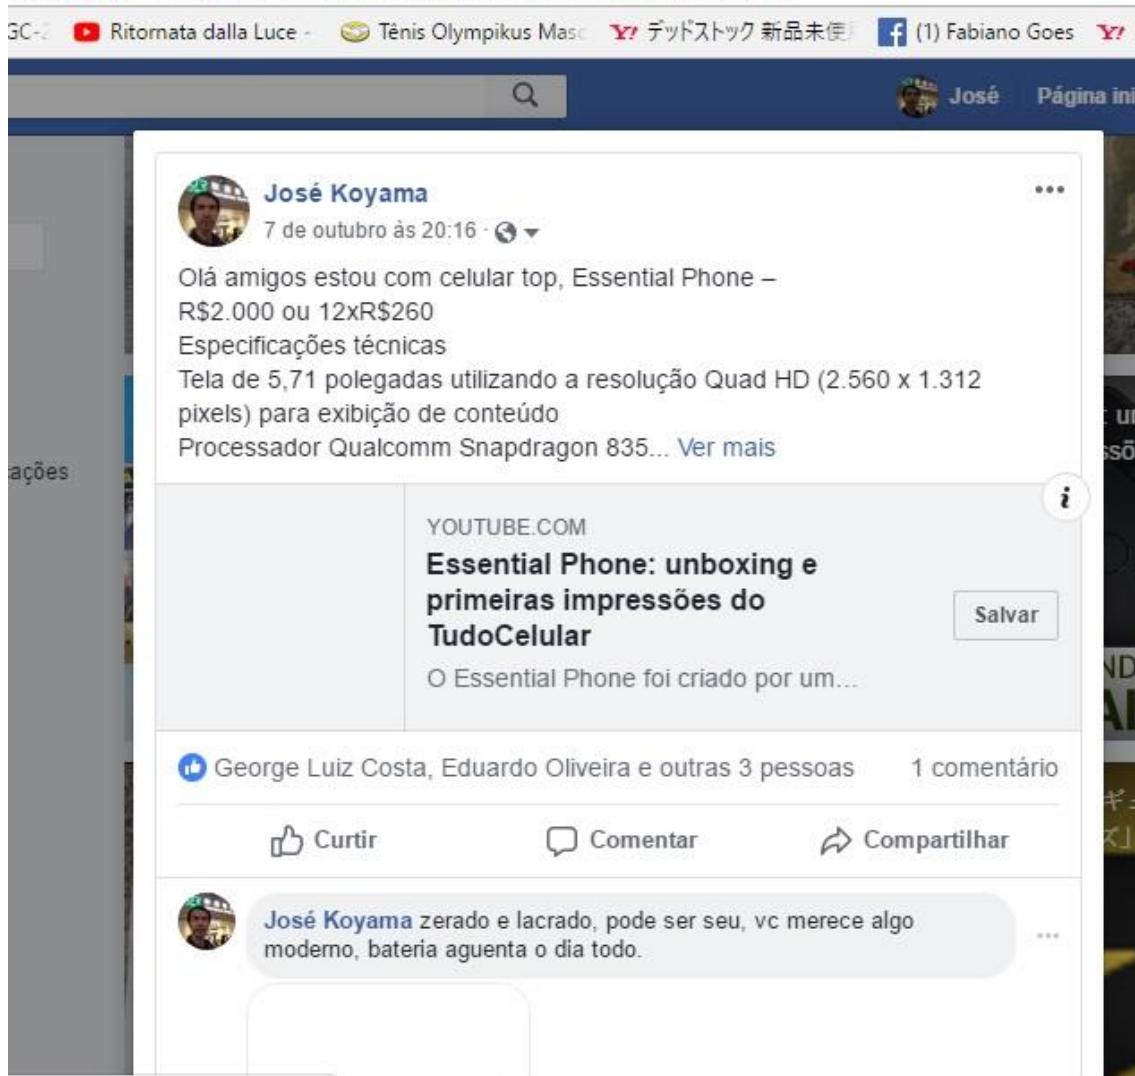 Ritornata dalla Luce - Tênis Olympikus Masc デッドストック 新品未使 (1) Fabiano Goes
José Página ini
José Koyama
7 de outubro às 20:16 ·
Olá amigos estou com celular top, Essential Phone –
R$2.000 ou 12xR$260
Especificações técnicas
Tela de 5,71 polegadas utilizando a resolução Quad HD (2.560 x 1.312
pixels) para exibição de conteúdo
Processador Qualcomm Snapdragon 835... Ver mais
ações
YOUTUBE.COM
Essential Phone: unboxing e
primeiras impressões do
TudoCelular
Salvar
O Essential Phone foi criado por um...
George Luiz Costa, Eduardo Oliveira e outras 3 pessoas 1 comentário
Curtir Comentar Compartilhar
José Koyama zerado e lacrado, pode ser seu, vc merece algo
moderno, bateria aguenta o dia todo.